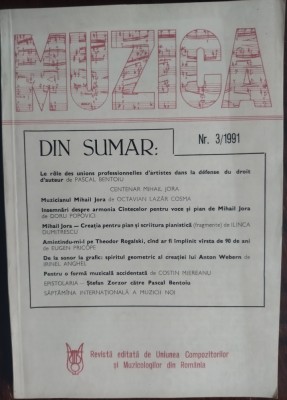 MUZICA
Nr. 3/1991
DIN SUMAR:
Le rôle des unions professionnelles d'artistes dans la défense du droit
d'auteur de PASCAL BENTOIU
CENTENAR MIHAIL JORA
Muzicianul Mihail Jora de OCTAVIAN LAZĂR COSMA
Însemnări despre armonia Cîntecelor pentru voce și pian de Mihail Jora
de DORU POPOVICI
Mihail Jora — Creația pentru pian și scriitura pianistică (fragmente) de ILINCA
DUMITRESCU
Amintindu-mi-l pe Theodor Rogalski, cînd ar fi împlinit vîrsta de 90 de ani
de EUGEN PRICOPE
De la sonor la grafic: spiritul geometric al creației lui Anton Webern de
IRINEL ANGHEL
Pentru o formă muzicală accidentată de COSTIN MIEREANU
EPISTOLARIA — Ștefan Zorzor către Pascal Bentoiu
SĂPTĂMÎNA INTERNAȚIONALĂ A MUZICII NOI
Revistă editată de Uniunea Compozitorilor
și Muzicologilor din România